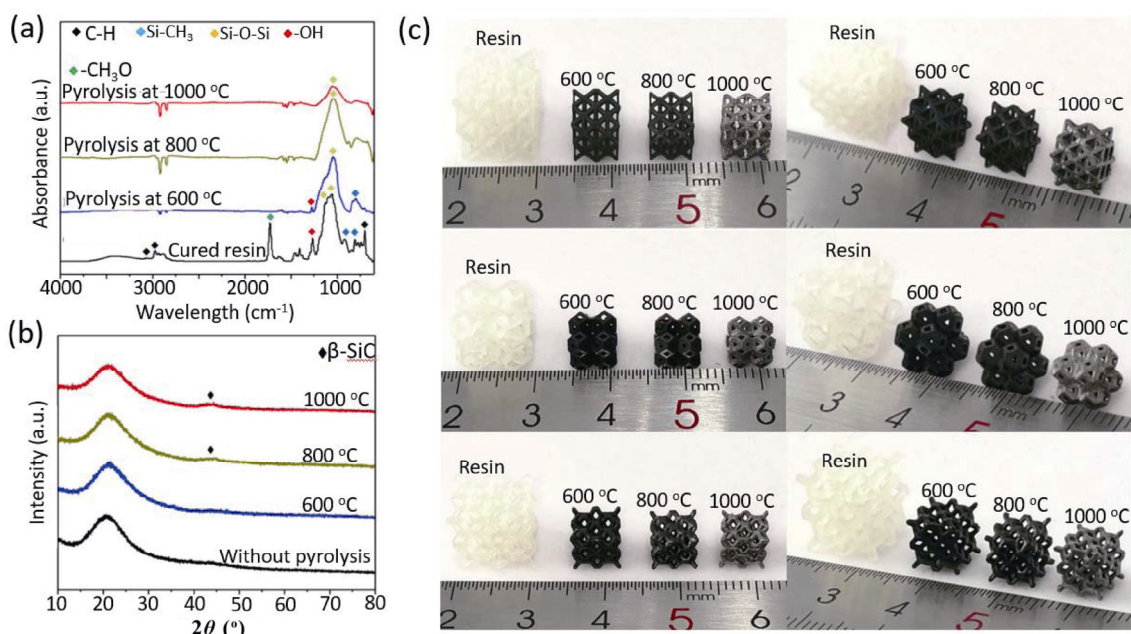 (a)
◆ C-H ◆ Si-CH₃ ◆ Si-O-Si ◆ -OH
◆ -CH₃O
Pyrolysis at 1000 °C
Pyrolysis at 800 °C
Pyrolysis at 600 °C
Cured resin
Absorbance (a.u.)
4000 3000 2000 1000
Wavelength (cm⁻¹)
(b)
◆β-SiC
1000 °C
800 °C
600 °C
Without pyrolysis
Intensity (a.u.)
10 20 30 40 50 60 70 80
2θ (°)
(c)
Resin
600 °C
800 °C
1000 °C
2 3 4 5 mm 6
Resin
600 °C
800 °C
1000 °C
3 4 5 mm
Resin
600 °C
800 °C
1000 °C
2 3 4 5 mm 6
Resin
600 °C
800 °C
1000 °C
3 4 5 mm
Resin
600 °C
800 °C
1000 °C
2 3 4 5 mm 6
Resin
600 °C
800 °C
1000 °C
3 4 5 mm